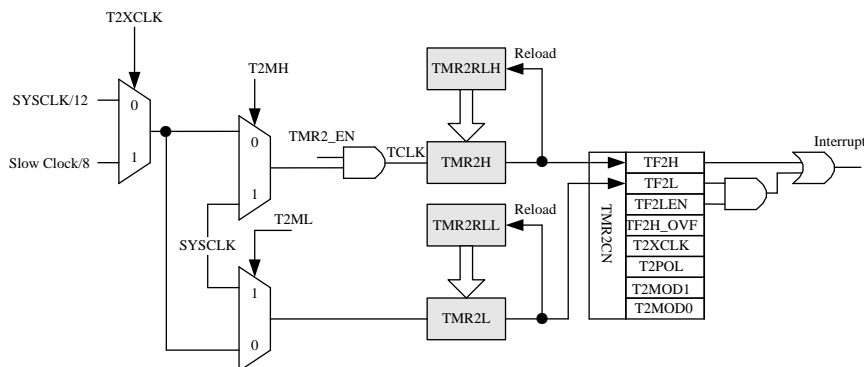 T2XCLK
T2MH
Reload
TMR2RLH
SYSCLK/12
0
0
TMR2_EN
TCLK
Interrupt
Slow Clock/8
1
TMR2H
TF2H
TF2L
1
TF2LEN
T2ML
Reload
SYSCLK
TMR2RLL
TMR2CN
TF2H_OVF
T2XCLK
T2POL
1
T2MOD1
TMR2L
T2MOD0
0